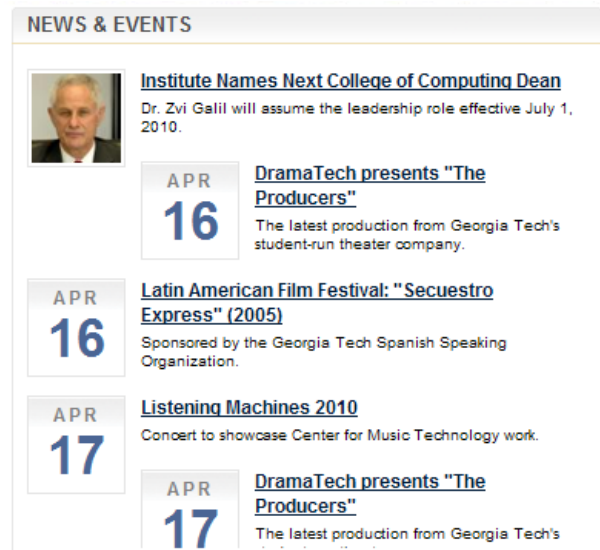 NEWS & EVENTS
Institute Names Next College of Computing Dean
Dr. Zvi Galil will assume the leadership role effective July 1,
2010.
APR
16
DramaTech presents "The
Producers"
The latest production from Georgia Tech's
student-run theater company.
APR
16
Latin American Film Festival: "Secuestro
Express" (2005)
Sponsored by the Georgia Tech Spanish Speaking
Organization.
APR
17
Listening Machines 2010
Concert to showcase Center for Music Technology work.
APR
17
DramaTech presents "The
Producers"
The latest production from Georgia Tech's